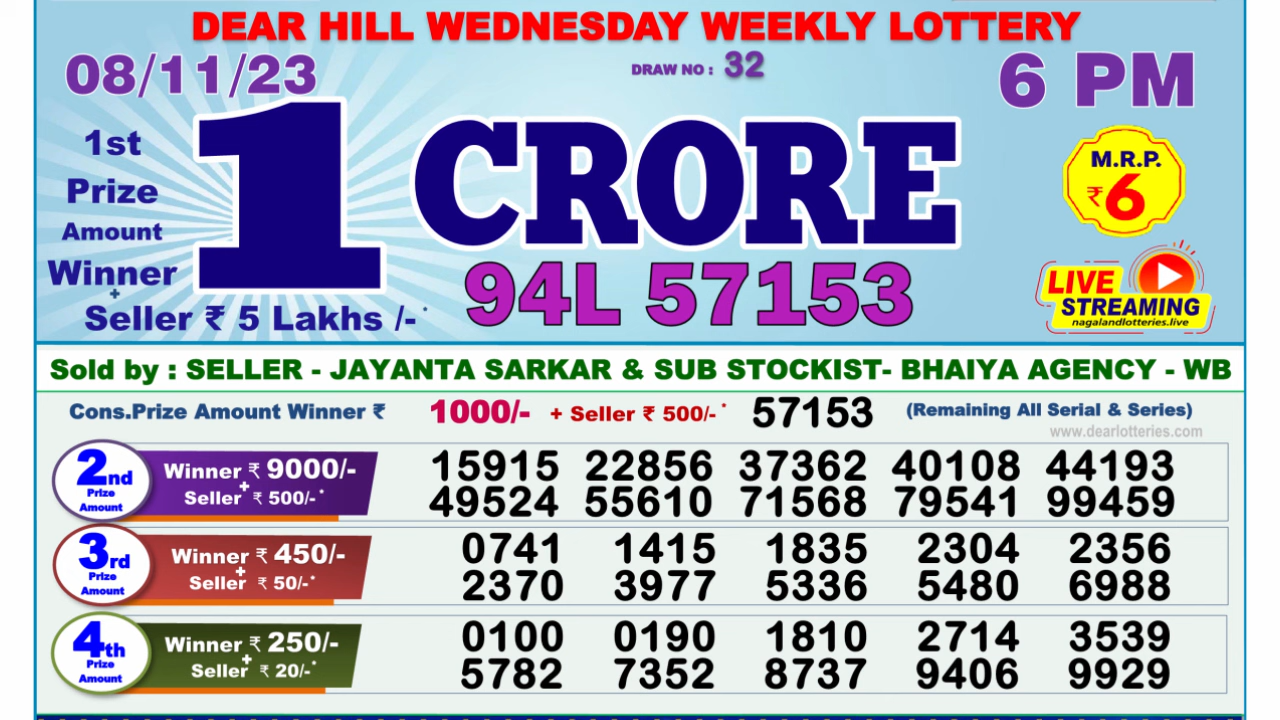 DEAR HILL WEDNESDAY WEEKLY LOTTERY
08/11/23
DRAW NO : 32
6 PM
1st
Prize
Amount
Winner
+
Seller ₹ 5 Lakhs /-*
1 CRORE
94L 57153
M.R.P.
₹6
LIVE
STREAMING
nagalandlotteries.live
Sold by : SELLER - JAYANTA SARKAR & SUB STOCKIST- BHAIYA AGENCY - WB
Cons.Prize Amount Winner ₹ 1000/- + Seller ₹ 500/-* 57153 (Remaining All Serial & Series)
www.dearlotteries.com
2nd
Prize
Amount
Winner ₹ 9000/-
+
Seller ₹ 500/-*
15915 22856 37362 40108 44193
49524 55610 71568 79541 99459
3rd
Prize
Amount
Winner ₹ 450/-
+
Seller ₹ 50/-*
0741 1415 1835 2304 2356
2370 3977 5336 5480 6988
4th
Prize
Amount
Winner ₹ 250/-
+
Seller ₹ 20/-*
0100 0190 1810 2714 3539
5782 7352 8737 9406 9929